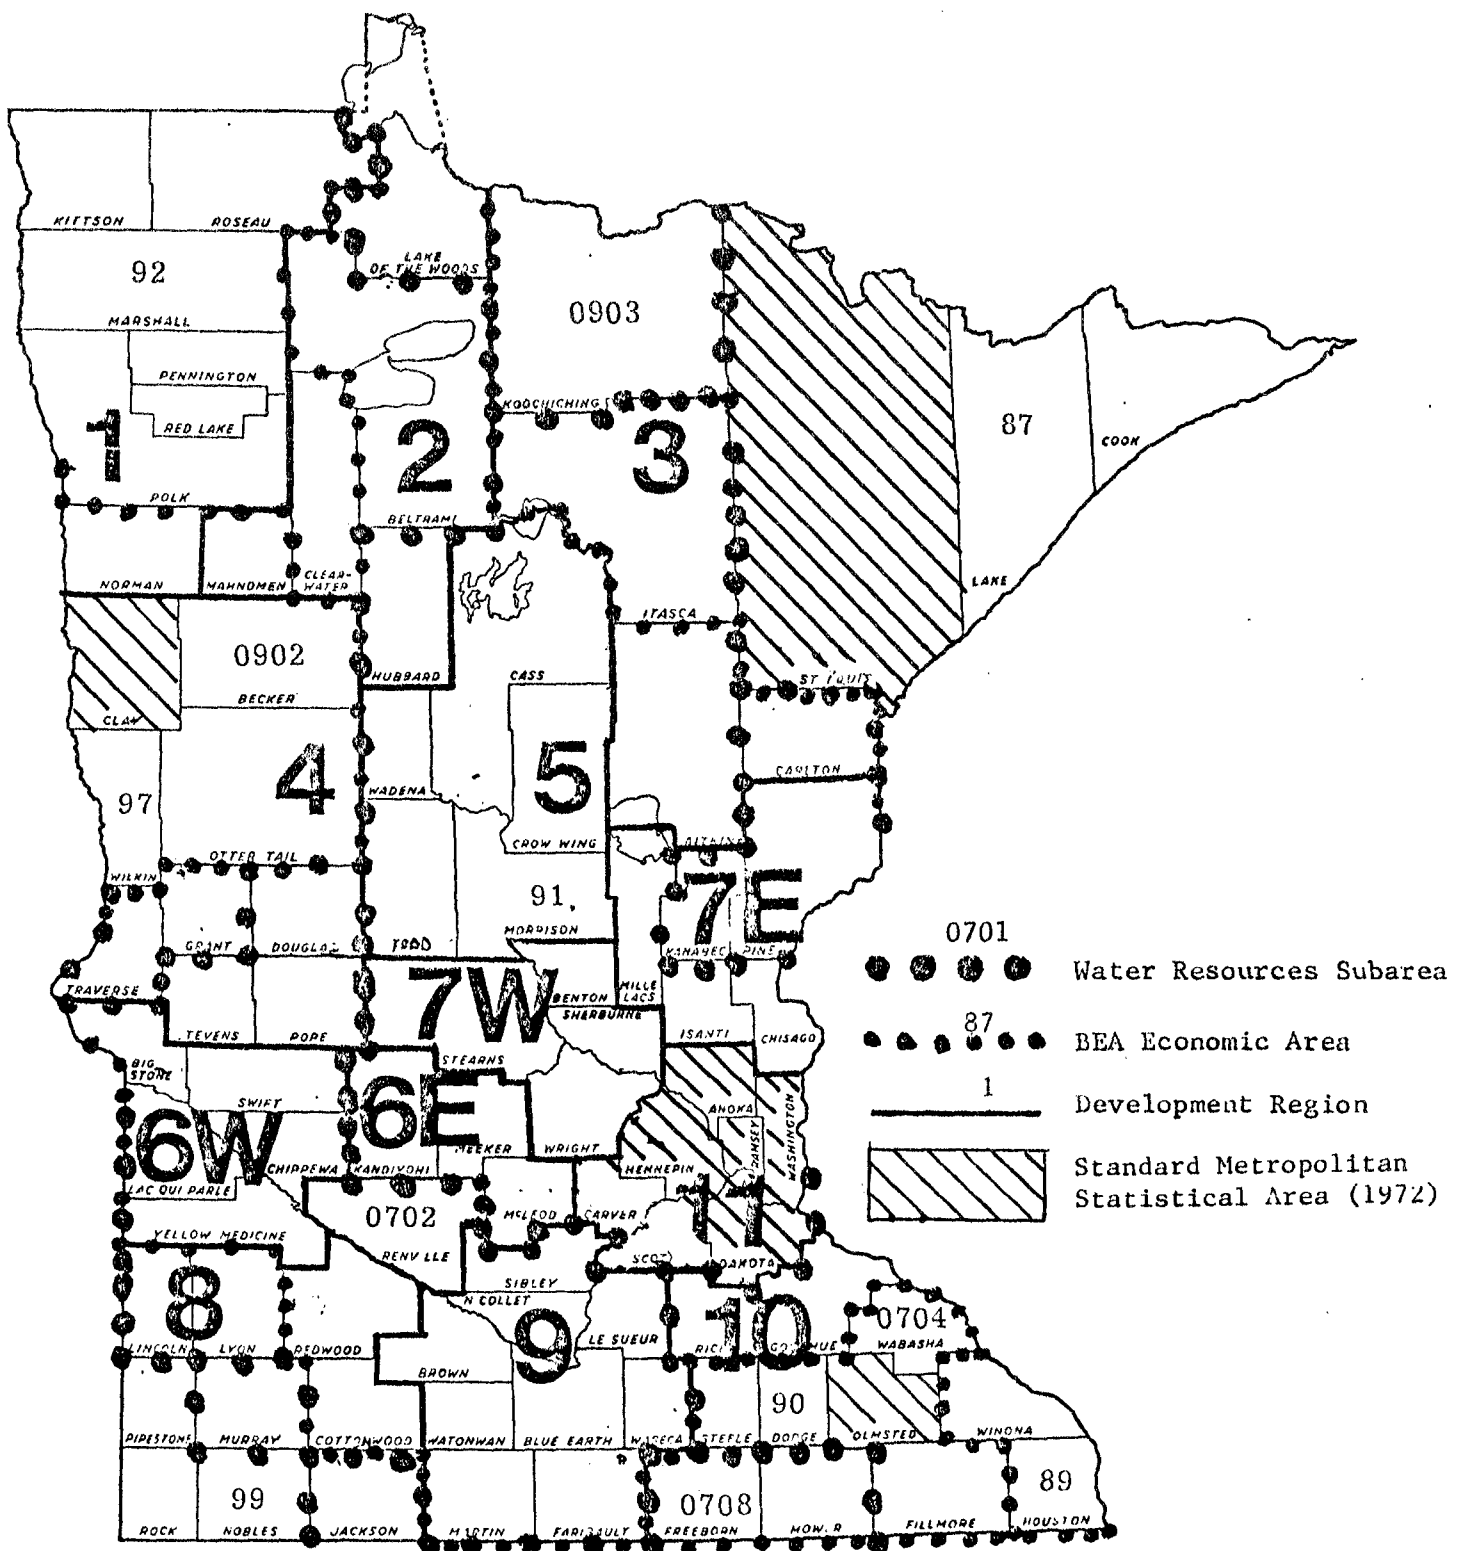 KITTSON
ROSEAU
92
LAKE
OF THE WOODS
0903
MARSHALL
PENNINGTON
RED LAKE
1
2
KOOCHICHING
3
87
COOK
POLK
BELTRAMI
NORMAN
MAHNOMEN
CLEAR-
WATER
LAKE
ITASCA
0902
HUBBARD
CASS
ST LOUIS
BECKER
CLAY
4
5
97
WADENA
CARLTON
OTTER TAIL
CROW WING
AITKIN
WILKIN
91
7E
GRANT
DOUGLAS
TODD
MORRISON
KANABEC
PINE
0701
Water Resources Subarea
TRAVERSE
7W
BENTON
MILLE
LACS
SHERBURNE
87
BEA Economic Area
TEVENS
POPE
STEARNS
ISANTI
CHISAGO
BIG
STONE
1
Development Region
SWIFT
6W
6E
ANOKA
RAMSEY
WASHINGTON
CHIPPEWA
KANDIYOHI
MEEKER
WRIGHT
HENNEPIN
Standard Metropolitan
Statistical Area (1972)
LAC QUI PARLE
0702
McLEOD
CARVER
11
YELLOW MEDICINE
RENVILLE
SCOT
DAKOTA
8
SIBLEY
N COLLET
9
10
0704
LINCOLN
LYON
REDWOOD
BROWN
LE SUEUR
RICE
GOODHUE
WABASHA
90
PIPESTONE
MURRAY
COTTONWOOD
WATONWAN
BLUE EARTH
WASECA
STEELE
DODGE
OLMSTED
WINONA
99
0708
89
ROCK
NOBLES
JACKSON
MARTIN
FARIBAULT
FREEBORN
MOWER
FILLMORE
HOUSTON